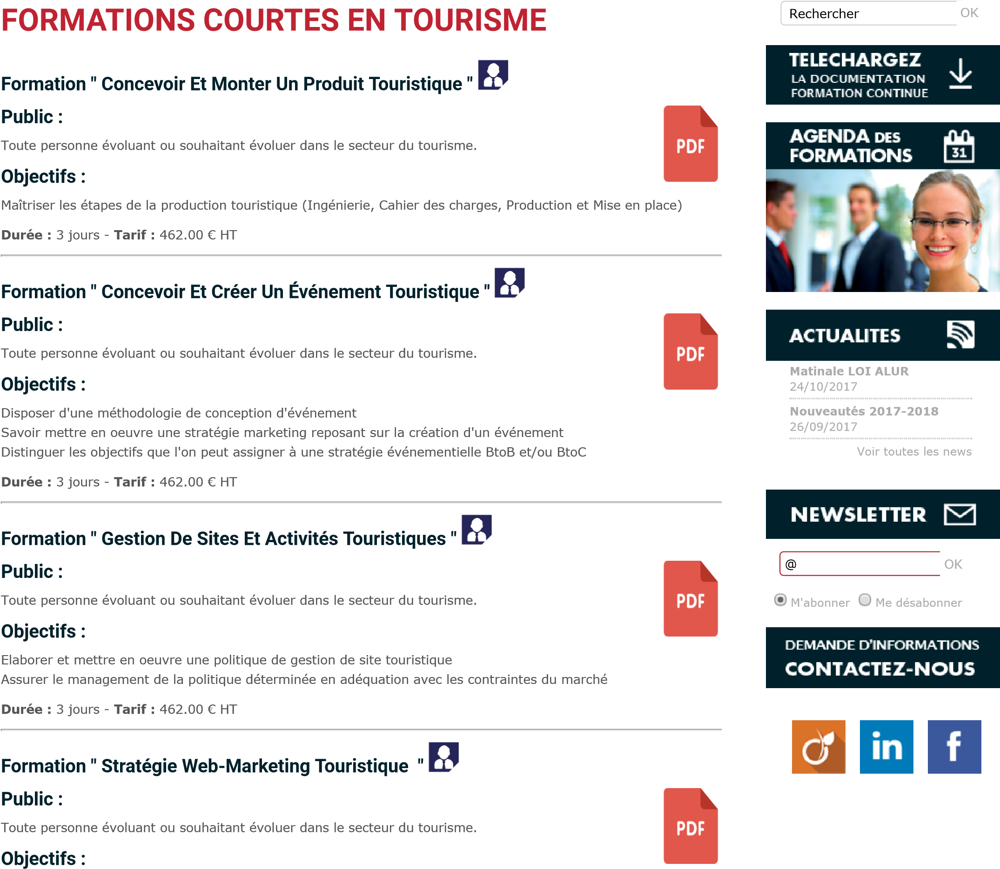 FORMATIONS COURTES EN TOURISME
Formation " Concevoir Et Monter Un Produit Touristique "
Public :
Toute personne évoluant ou souhaitant évoluer dans le secteur du tourisme.
PDF
Objectifs :
Maîtriser les étapes de la production touristique (Ingénierie, Cahier des charges, Production et Mise en place)
Durée : 3 jours - Tarif : 462.00 € HT
Formation " Concevoir Et Créer Un Événement Touristique "
Public :
Toute personne évoluant ou souhaitant évoluer dans le secteur du tourisme.
PDF
Objectifs :
Disposer d'une méthodologie de conception d'événement
Savoir mettre en oeuvre une stratégie marketing reposant sur la création d'un événement
Distinguer les objectifs que l'on peut assigner à une stratégie événementielle BtoB et/ou BtoC
Durée : 3 jours - Tarif : 462.00 € HT
Formation " Gestion De Sites Et Activités Touristiques "
Public :
Toute personne évoluant ou souhaitant évoluer dans le secteur du tourisme.
PDF
Objectifs :
Elaborer et mettre en oeuvre une politique de gestion de site touristique
Assurer le management de la politique déterminée en adéquation avec les contraintes du marché
Durée : 3 jours - Tarif : 462.00 € HT
Formation " Stratégie Web-Marketing Touristique "
Public :
Toute personne évoluant ou souhaitant évoluer dans le secteur du tourisme.
PDF
Objectifs :
Rechercher OK
TELECHARGEZ
LA DOCUMENTATION
FORMATION CONTINUE
AGENDA DES
FORMATIONS
31
ACTUALITES
Matinale LOI ALUR
24/10/2017
Nouveautés 2017-2018
26/09/2017
Voir toutes les news
NEWSLETTER
@ OK
M'abonner Me désabonner
DEMANDE D'INFORMATIONS
CONTACTEZ-NOUS
in f